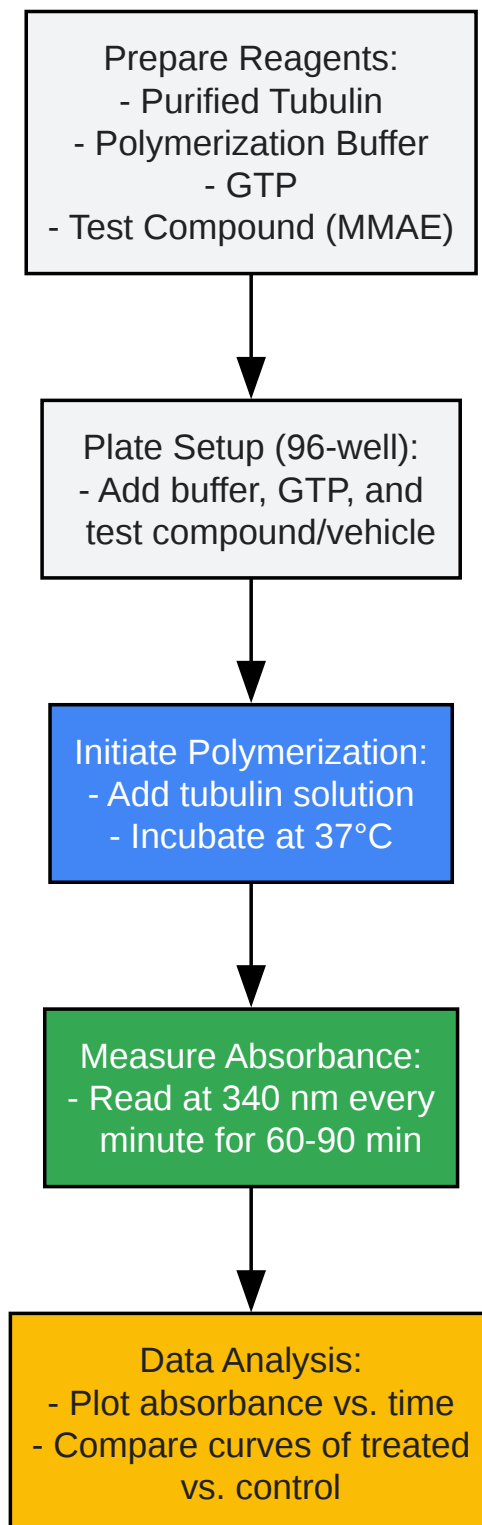 Prepare Reagents:
- Purified Tubulin
- Polymerization Buffer
- GTP
- Test Compound (MMAE)
Plate Setup (96-well):
- Add buffer, GTP, and
test compound/vehicle
Initiate Polymerization:
- Add tubulin solution
- Incubate at 37°C
Measure Absorbance:
- Read at 340 nm every
minute for 60-90 min
Data Analysis:
- Plot absorbance vs. time
- Compare curves of treated
vs. control